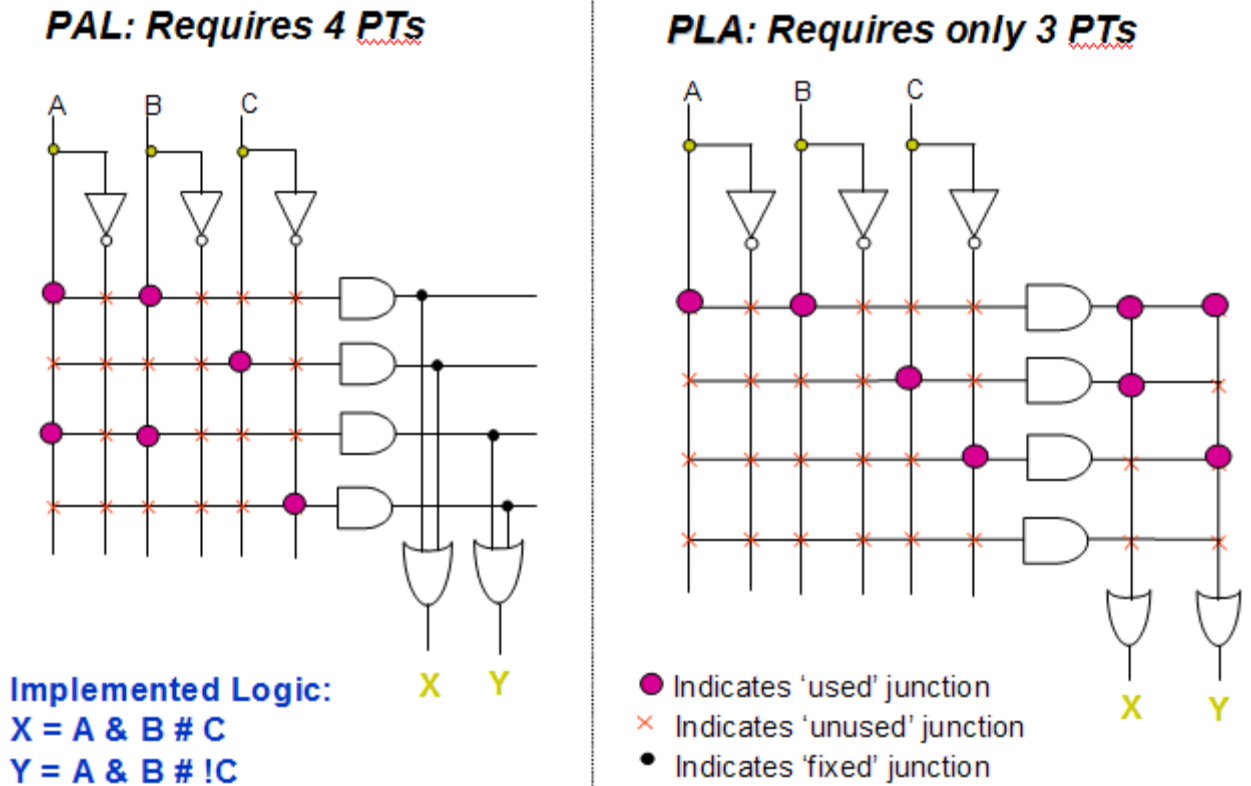 PAL: Requires 4 PTs
A B C
X Y
Implemented Logic:
X = A & B # C
Y = A & B # !C
PLA: Requires only 3 PTs
A B C
X Y
Indicates ‘used’ junction
Indicates ‘unused’ junction
Indicates ‘fixed’ junction